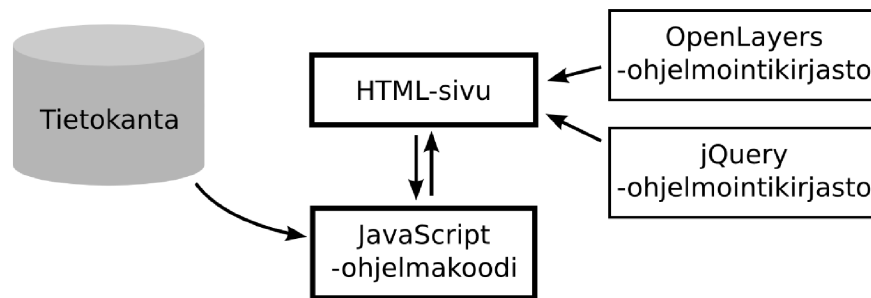 Tietokanta
HTML-sivu
OpenLayers
-ohjelmointikirjasto
jQuery
-ohjelmointikirjasto
JavaScript
-ohjelmakoodi